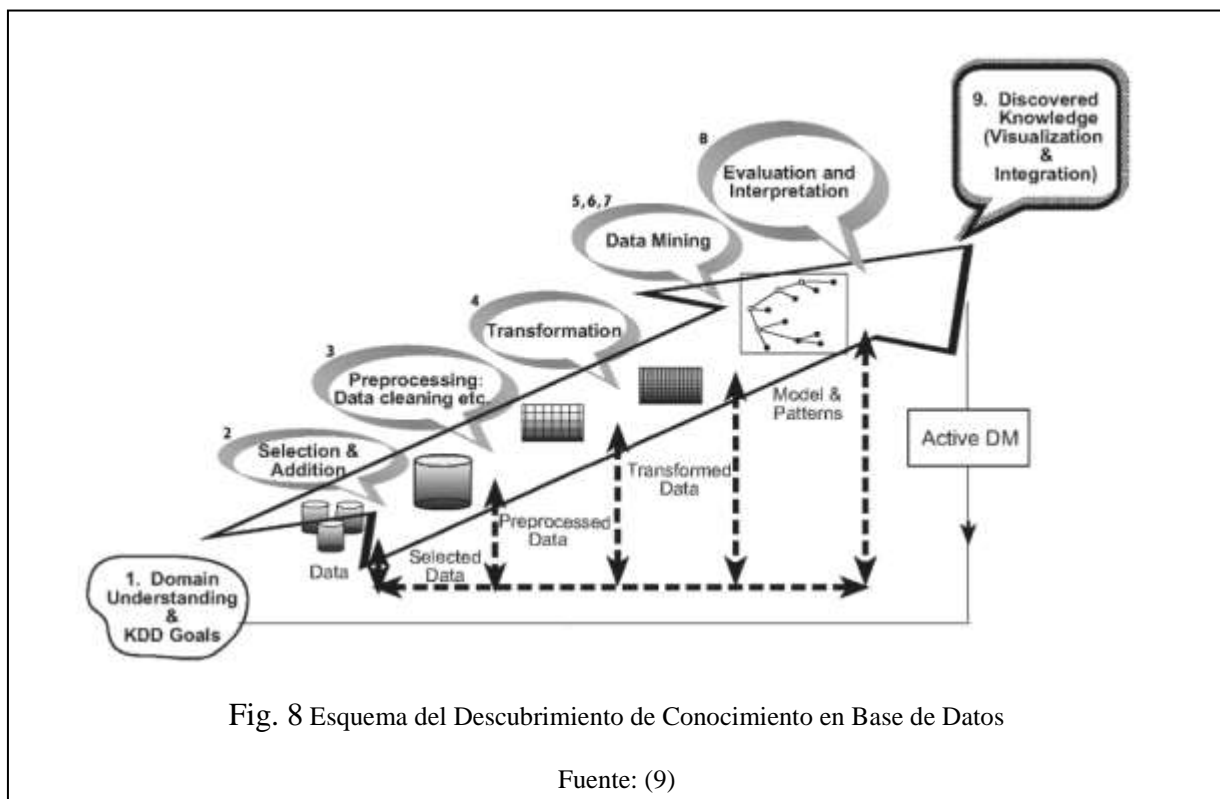 1. Domain
Understanding
&
KDD Goals
2
Selection &
Addition
3
Preprocessing:
Data cleaning etc.
4
Transformation
5, 6, 7
Data Mining
8
Evaluation and
Interpretation
9. Discovered
Knowledge
(Visualization
&
Integration)
Data
Selected
Data
Preprocessed
Data
Transformed
Data
Model &
Patterns
Active DM
Fig. 8 Esquema del Descubrimiento de Conocimiento en Base de Datos
Fuente: (9)